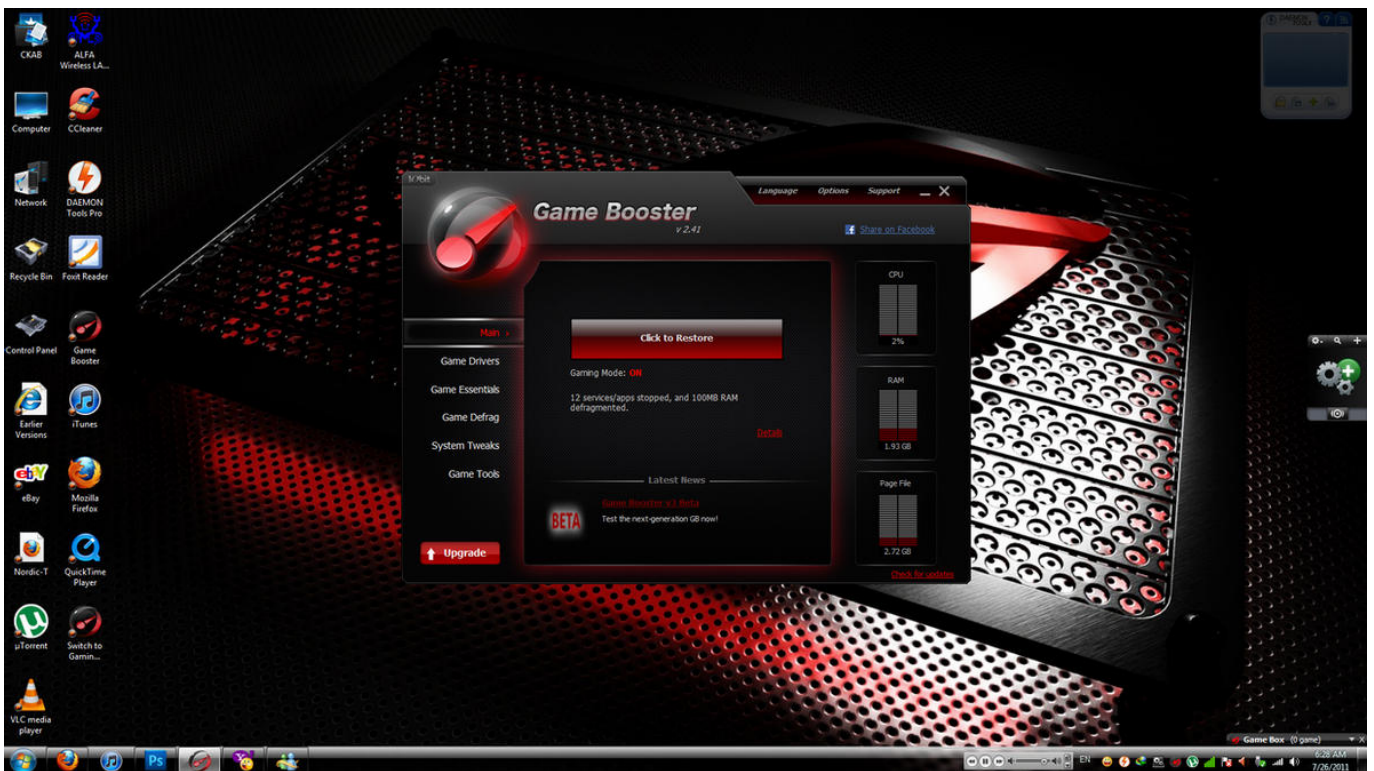 CKAB
ALFA
Wireless LA...
Computer
CCleaner
Network
DAEMON
Tools Pro
Recycle Bin
Foxit Reader
Control Panel
Game
Booster
Earlier
Versions
iTunes
ebY
eBay
Mozilla
Firefox
Nordic-T
QuickTime
Player
µTorrent
Switch to
Gamin...
VLC media
player
IObit
Game Booster
v 2.41
Language Options Support
Share on Facebook
Main
Game Drivers
Game Essentials
Game Defrag
System Tweaks
Game Tools
Upgrade
Click to Restore
Gaming Mode: ON
12 services/apps stopped, and 100MB RAM
defragmented.
Details
Latest News
BETA
Game Booster v3 Beta
Test the next-generation GB now!
CPU
2%
RAM
1.93 GB
Page File
2.72 GB
Check for updates
DAEMON
TOOLS
Game Box (0 game)
Ps
EN
6:28 AM
7/26/2011